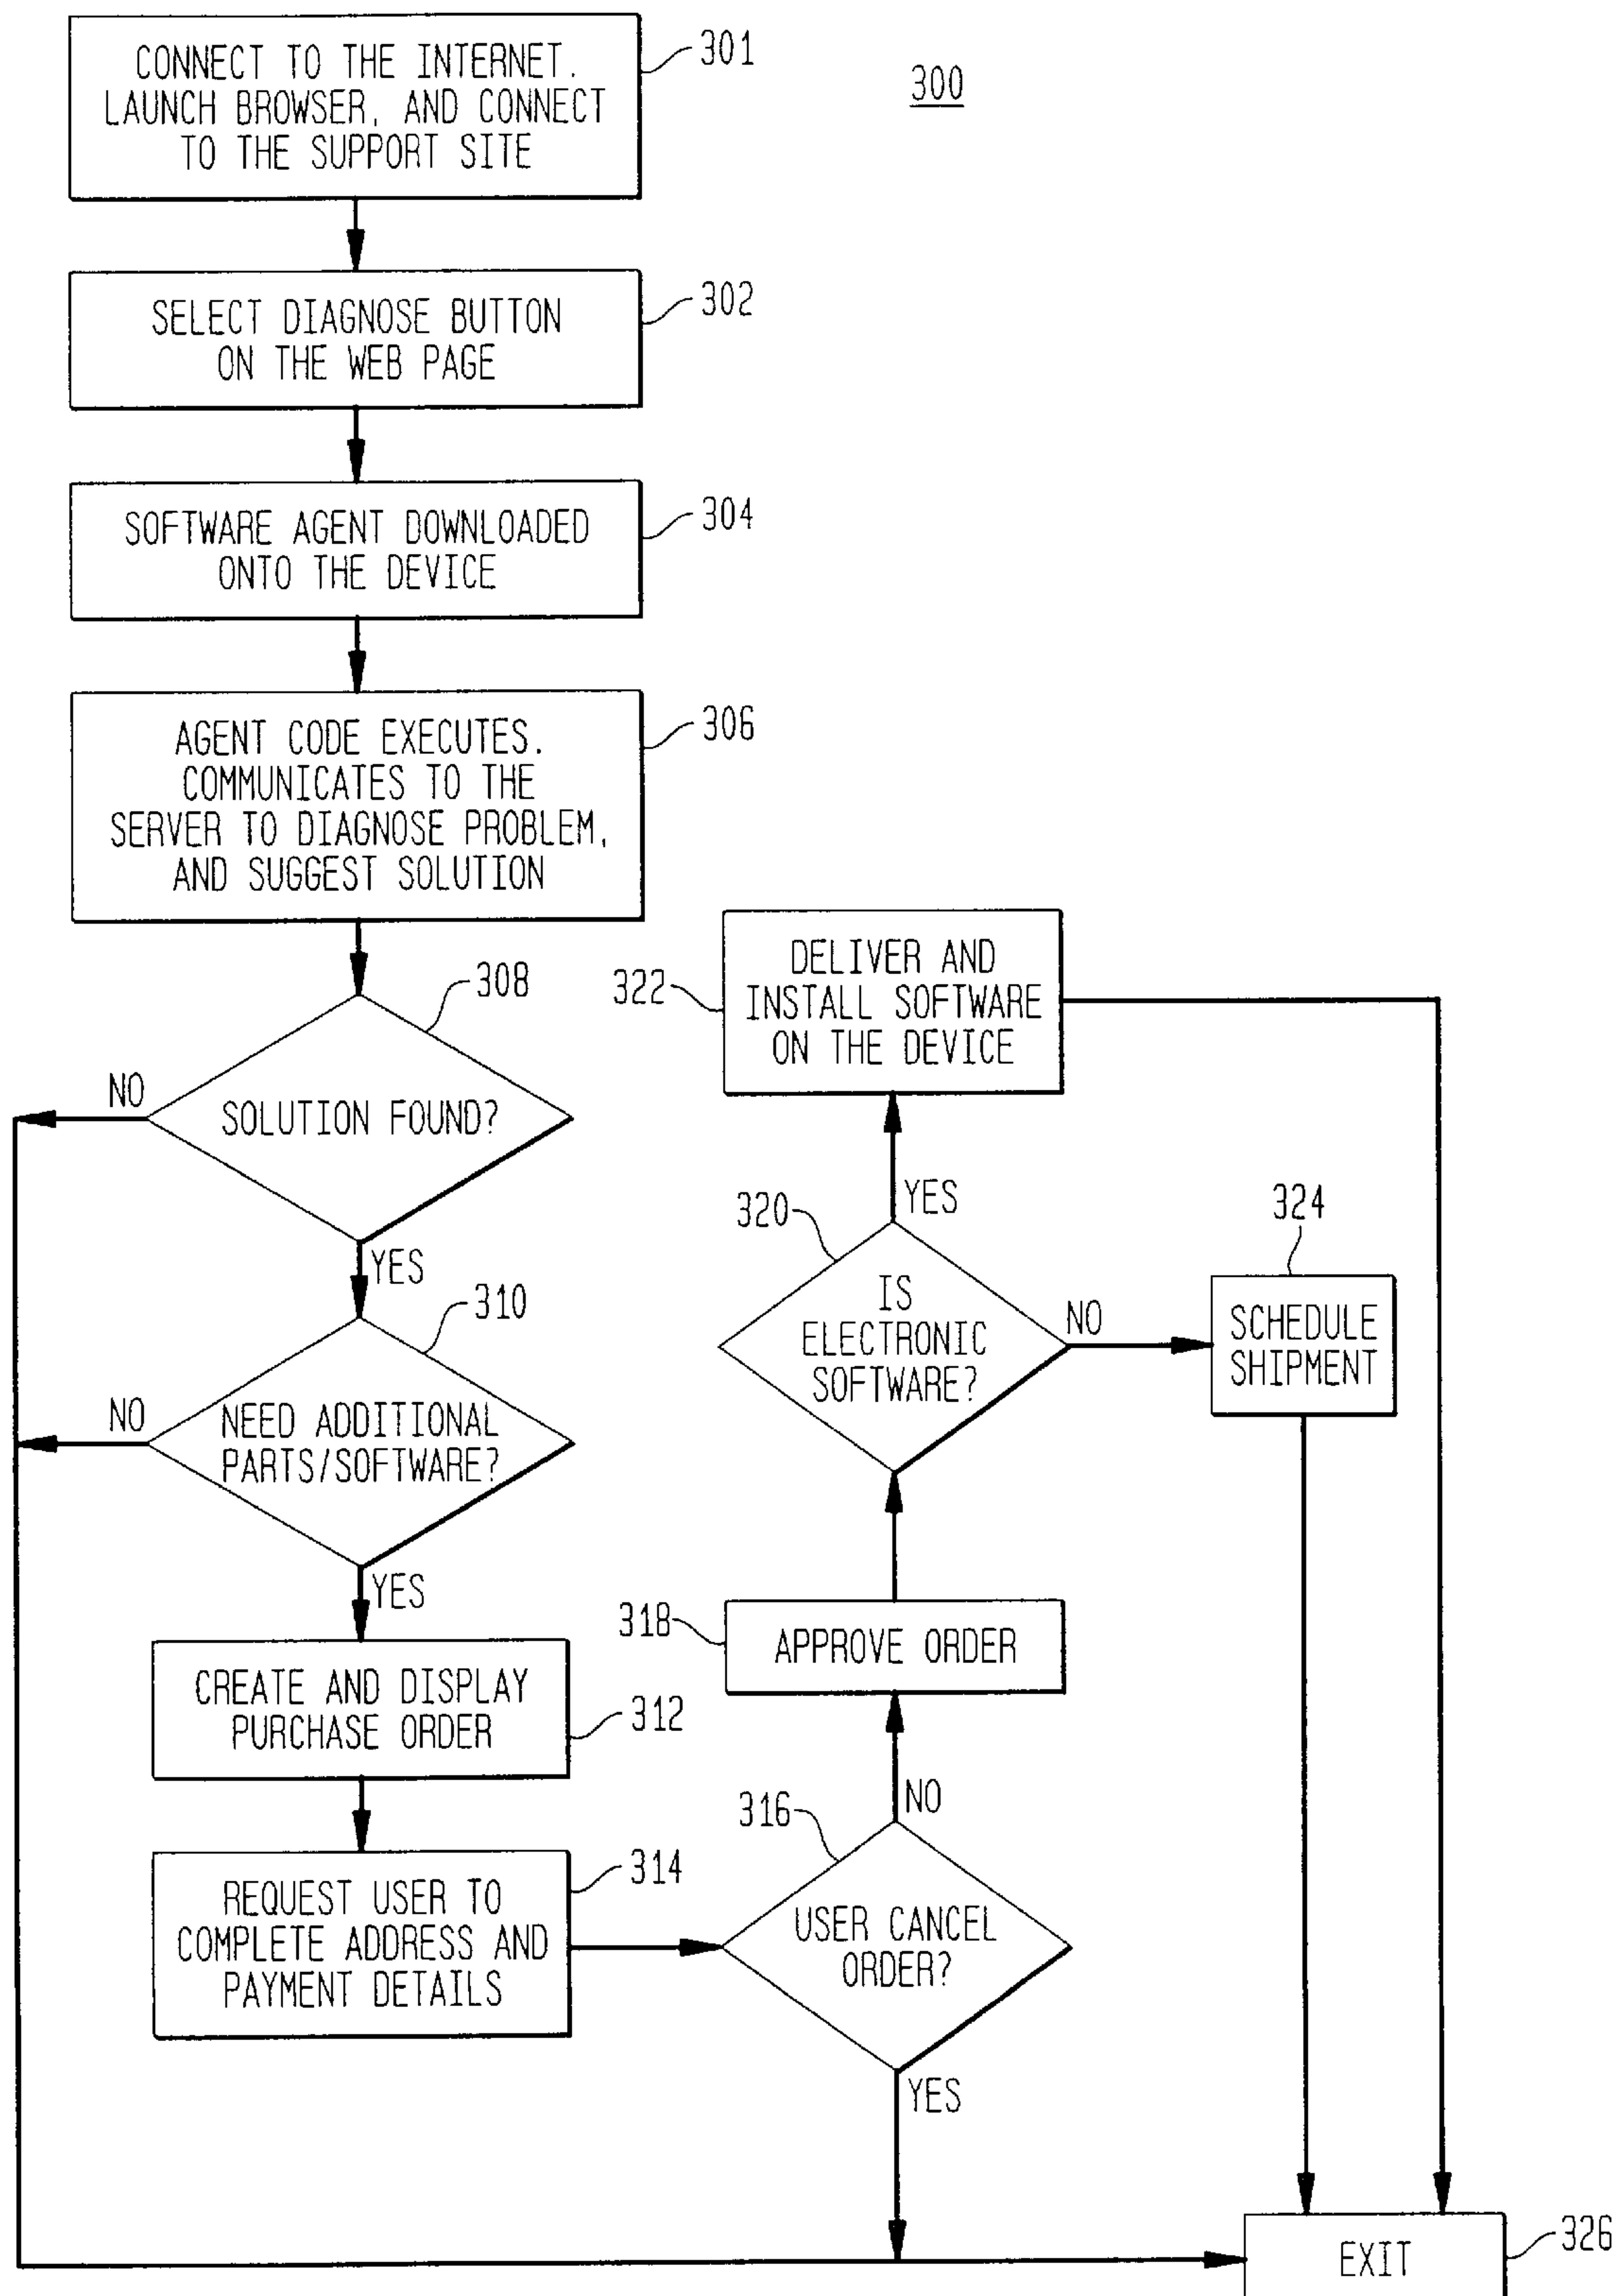 300
CONNECT TO THE INTERNET.
LAUNCH BROWSER, AND CONNECT
TO THE SUPPORT SITE
301
SELECT DIAGNOSE BUTTON
ON THE WEB PAGE
302
SOFTWARE AGENT DOWNLOADED
ONTO THE DEVICE
304
AGENT CODE EXECUTES.
COMMUNICATES TO THE
SERVER TO DIAGNOSE PROBLEM,
AND SUGGEST SOLUTION
306
308
SOLUTION FOUND?
NO
YES
310
NEED ADDITIONAL
PARTS/SOFTWARE?
NO
YES
CREATE AND DISPLAY
PURCHASE ORDER
312
REQUEST USER TO
COMPLETE ADDRESS AND
PAYMENT DETAILS
314
316
USER CANCEL
ORDER?
NO
YES
318
APPROVE ORDER
320
IS
ELECTRONIC
SOFTWARE?
YES
NO
322
DELIVER AND
INSTALL SOFTWARE
ON THE DEVICE
324
SCHEDULE
SHIPMENT
EXIT
326